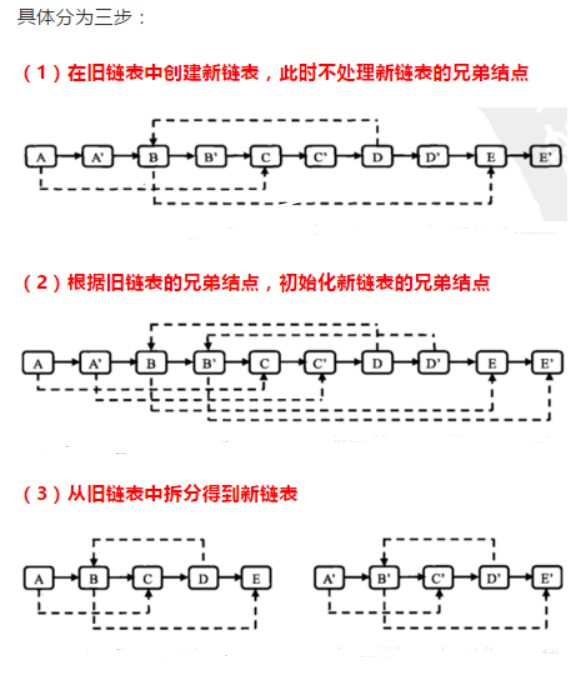 具体分为三步：
（1）在旧链表中创建新链表，此时不处理新链表的兄弟结点
A A' B B' C C' D D' E E'
（2）根据旧链表的兄弟结点，初始化新链表的兄弟结点
A A' B B' C C' D D' E E'
（3）从旧链表中拆分得到新链表
A B C D E A' B' C' D' E'